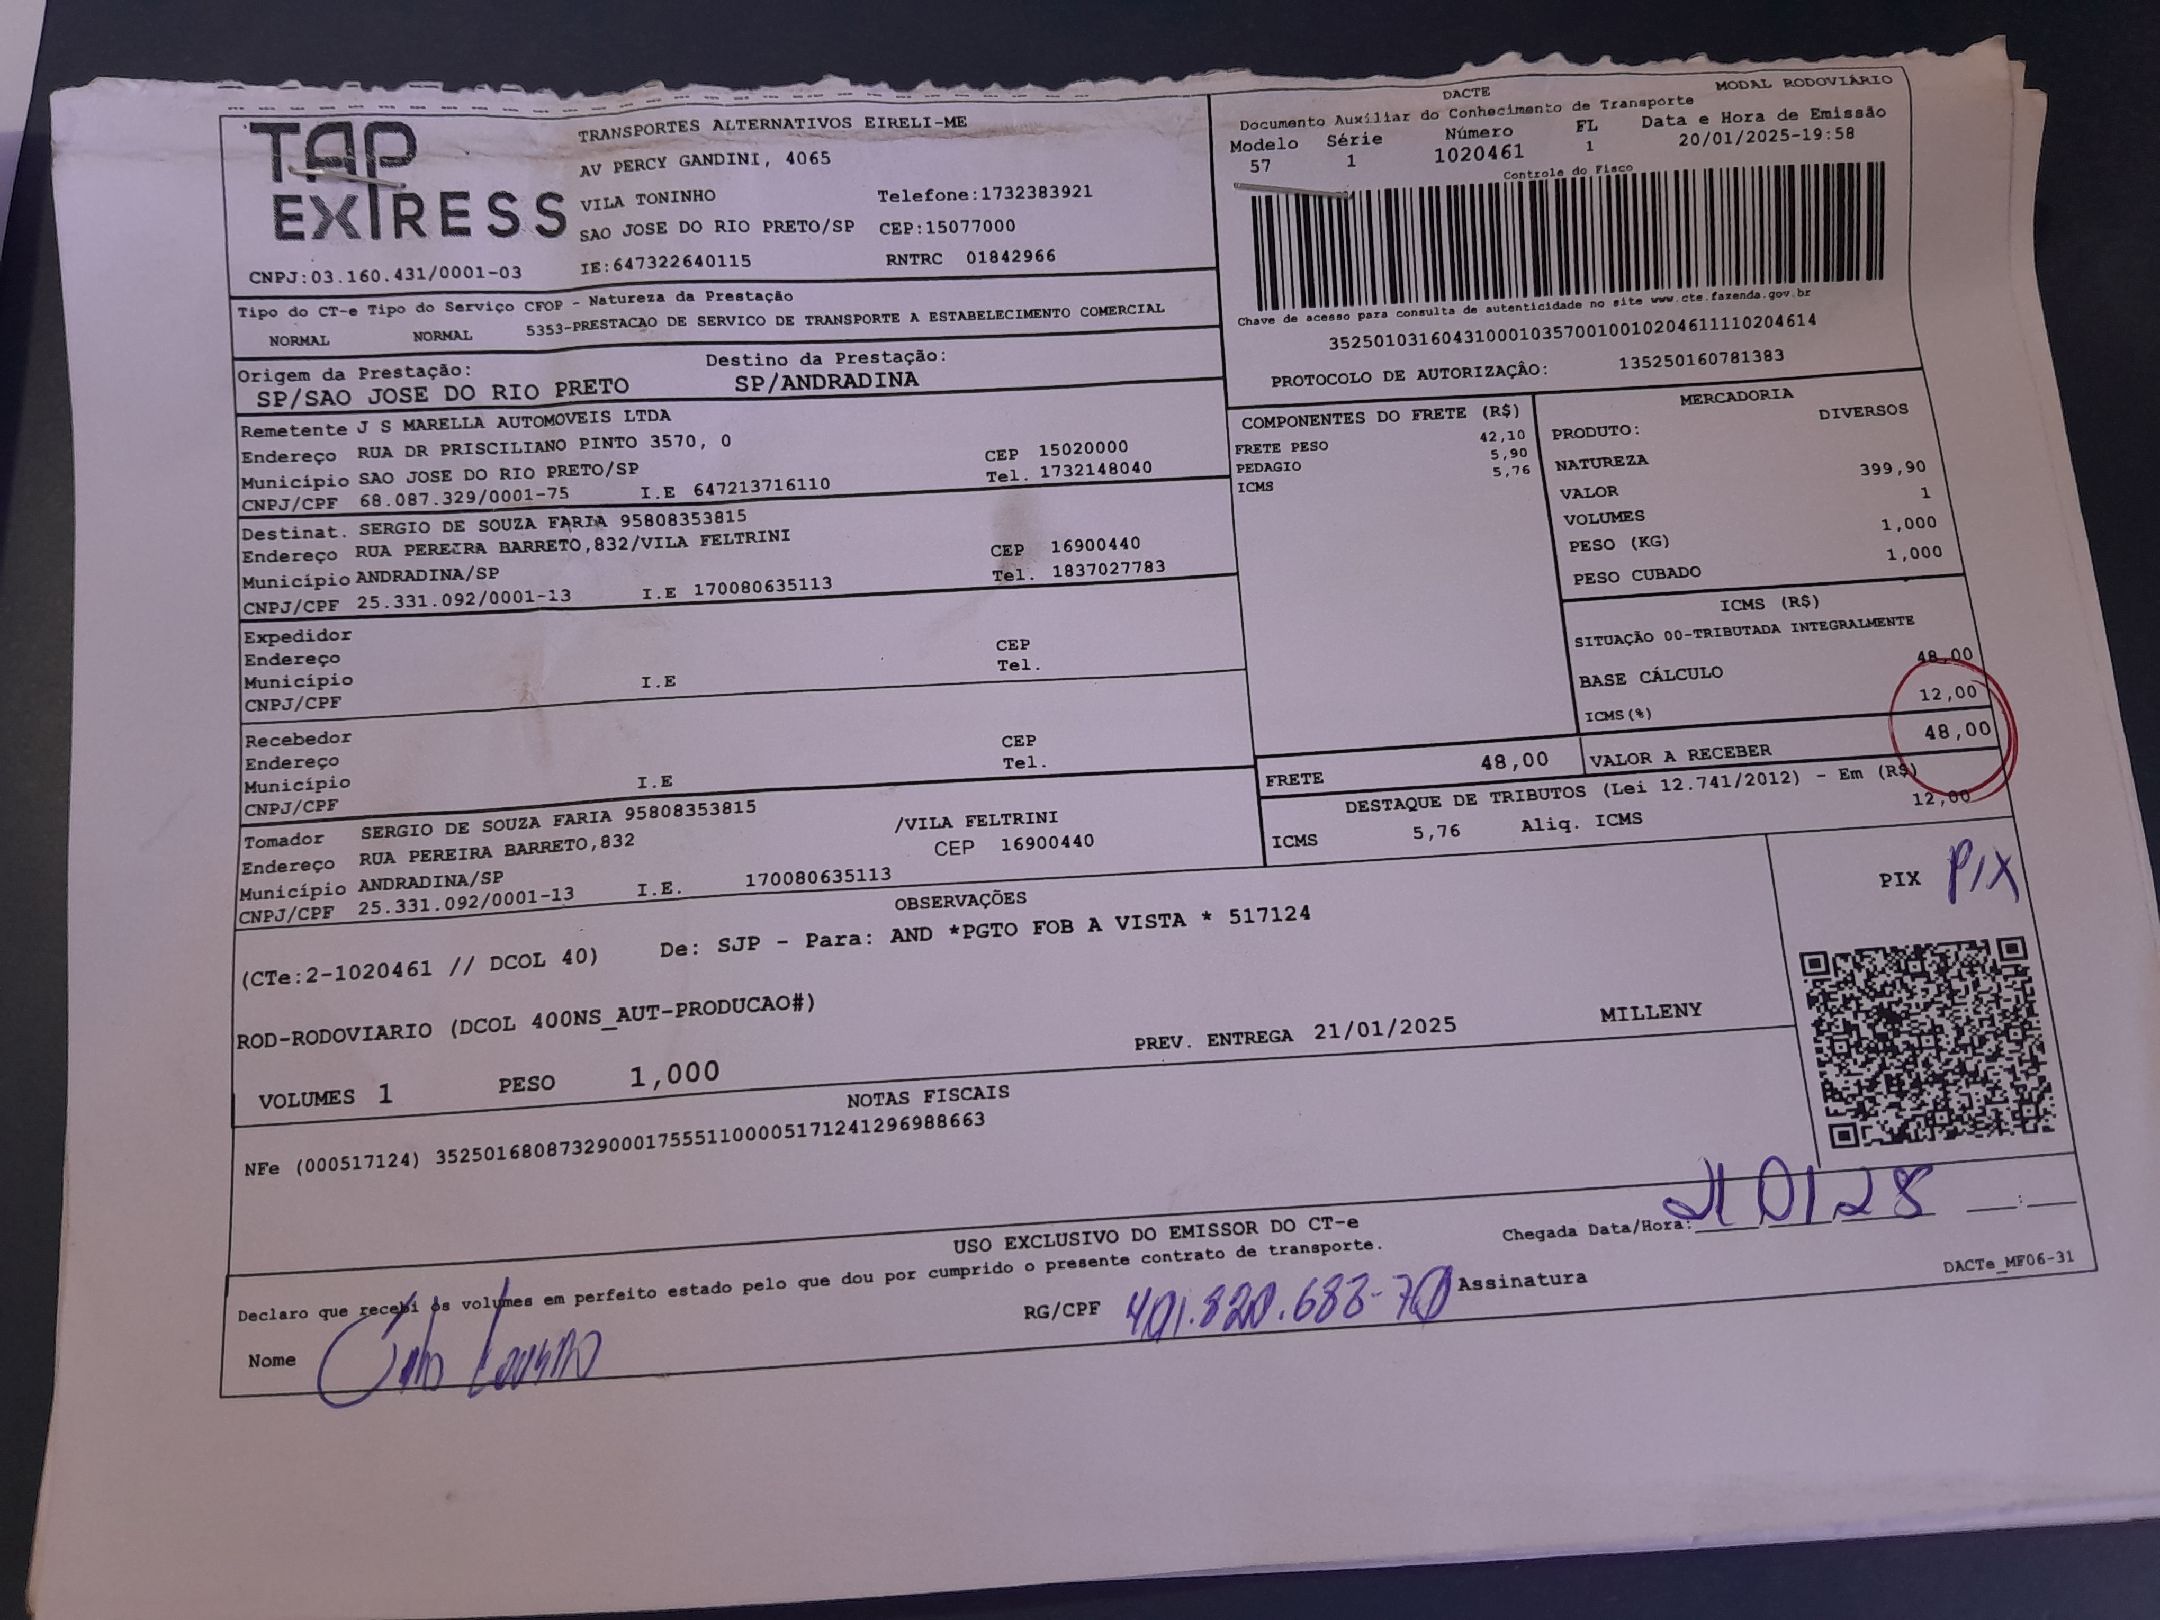 TAP EXPRESS
TRANSPORTES ALTERNATIVOS EIRELI-ME
AV PERCY GANDINI, 4065
VILA TONINHO Telefone:1732383921
SAO JOSE DO RIO PRETO/SP CEP:15077000
CNPJ:03.160.431/0001-03 IE:647322640115 RNTRC 01842966
DACTE MODAL RODOVIÁRIO
Documento Auxiliar do Conhecimento de Transporte
Modelo Série Número FL Data e Hora de Emissão
57 1 1020461 1 20/01/2025-19:58
Controle do Fisco
Chave de acesso para consulta de autenticidade no site www.cte.fazenda.gov.br
35250103160431000103570010010204611110204614
PROTOCOLO DE AUTORIZAÇÃO: 135250160781383
Tipo do CT-e Tipo do Serviço CFOP - Natureza da Prestação
NORMAL NORMAL 5353-PRESTACAO DE SERVICO DE TRANSPORTE A ESTABELECIMENTO COMERCIAL
Origem da Prestação: Destino da Prestação:
SP/SAO JOSE DO RIO PRETO SP/ANDRADINA
Remetente J S MARELLA AUTOMOVEIS LTDA
Endereço RUA DR PRISCILIANO PINTO 3570, 0 CEP 15020000
Município SAO JOSE DO RIO PRETO/SP Tel. 1732148040
CNPJ/CPF 68.087.329/0001-75 I.E 647213716110
Destinat. SERGIO DE SOUZA FARIA 95808353815
Endereço RUA PEREIRA BARRETO,832/VILA FELTRINI CEP 16900440
Município ANDRADINA/SP Tel. 1837027783
CNPJ/CPF 25.331.092/0001-13 I.E 170080635113
Expedidor
Endereço CEP
Município I.E Tel.
CNPJ/CPF
Recebedor
Endereço CEP
Município I.E Tel.
CNPJ/CPF
Tomador SERGIO DE SOUZA FARIA 95808353815
Endereço RUA PEREIRA BARRETO,832 /VILA FELTRINI
Município ANDRADINA/SP CEP 16900440
CNPJ/CPF 25.331.092/0001-13 I.E. 170080635113
COMPONENTES DO FRETE (R$)
FRETE PESO 42,10
PEDAGIO 5,90
ICMS 5,76
MERCADORIA
PRODUTO: DIVERSOS
NATUREZA
VALOR 399,90
VOLUMES 1
PESO (KG) 1,000
PESO CUBADO 1,000
ICMS (R$)
SITUAÇÃO 00-TRIBUTADA INTEGRALMENTE
BASE CÁLCULO 48,00
ICMS(%) 12,00
FRETE 48,00 VALOR A RECEBER 48,00
DESTAQUE DE TRIBUTOS (Lei 12.741/2012) - Em (R$)
ICMS 5,76 Aliq. ICMS 12,00
OBSERVAÇÕES
(CTe:2-1020461 // DCOL 40) De: SJP - Para: AND *PGTO FOB A VISTA * 517124
ROD-RODOVIARIO (DCOL 400NS_AUT-PRODUCAO#)
PREV. ENTREGA 21/01/2025 MILLENY
VOLUMES 1 PESO 1,000
PIX PIX
NOTAS FISCAIS
NFe (000517124) 35250168087329000175551100005171241296988663
USO EXCLUSIVO DO EMISSOR DO CT-e
Declaro que recebi os volumes em perfeito estado pelo que dou por cumprido o presente contrato de transporte.
Chegada Data/Hora: :
Nome RG/CPF Assinatura
DACTe_MF06-31